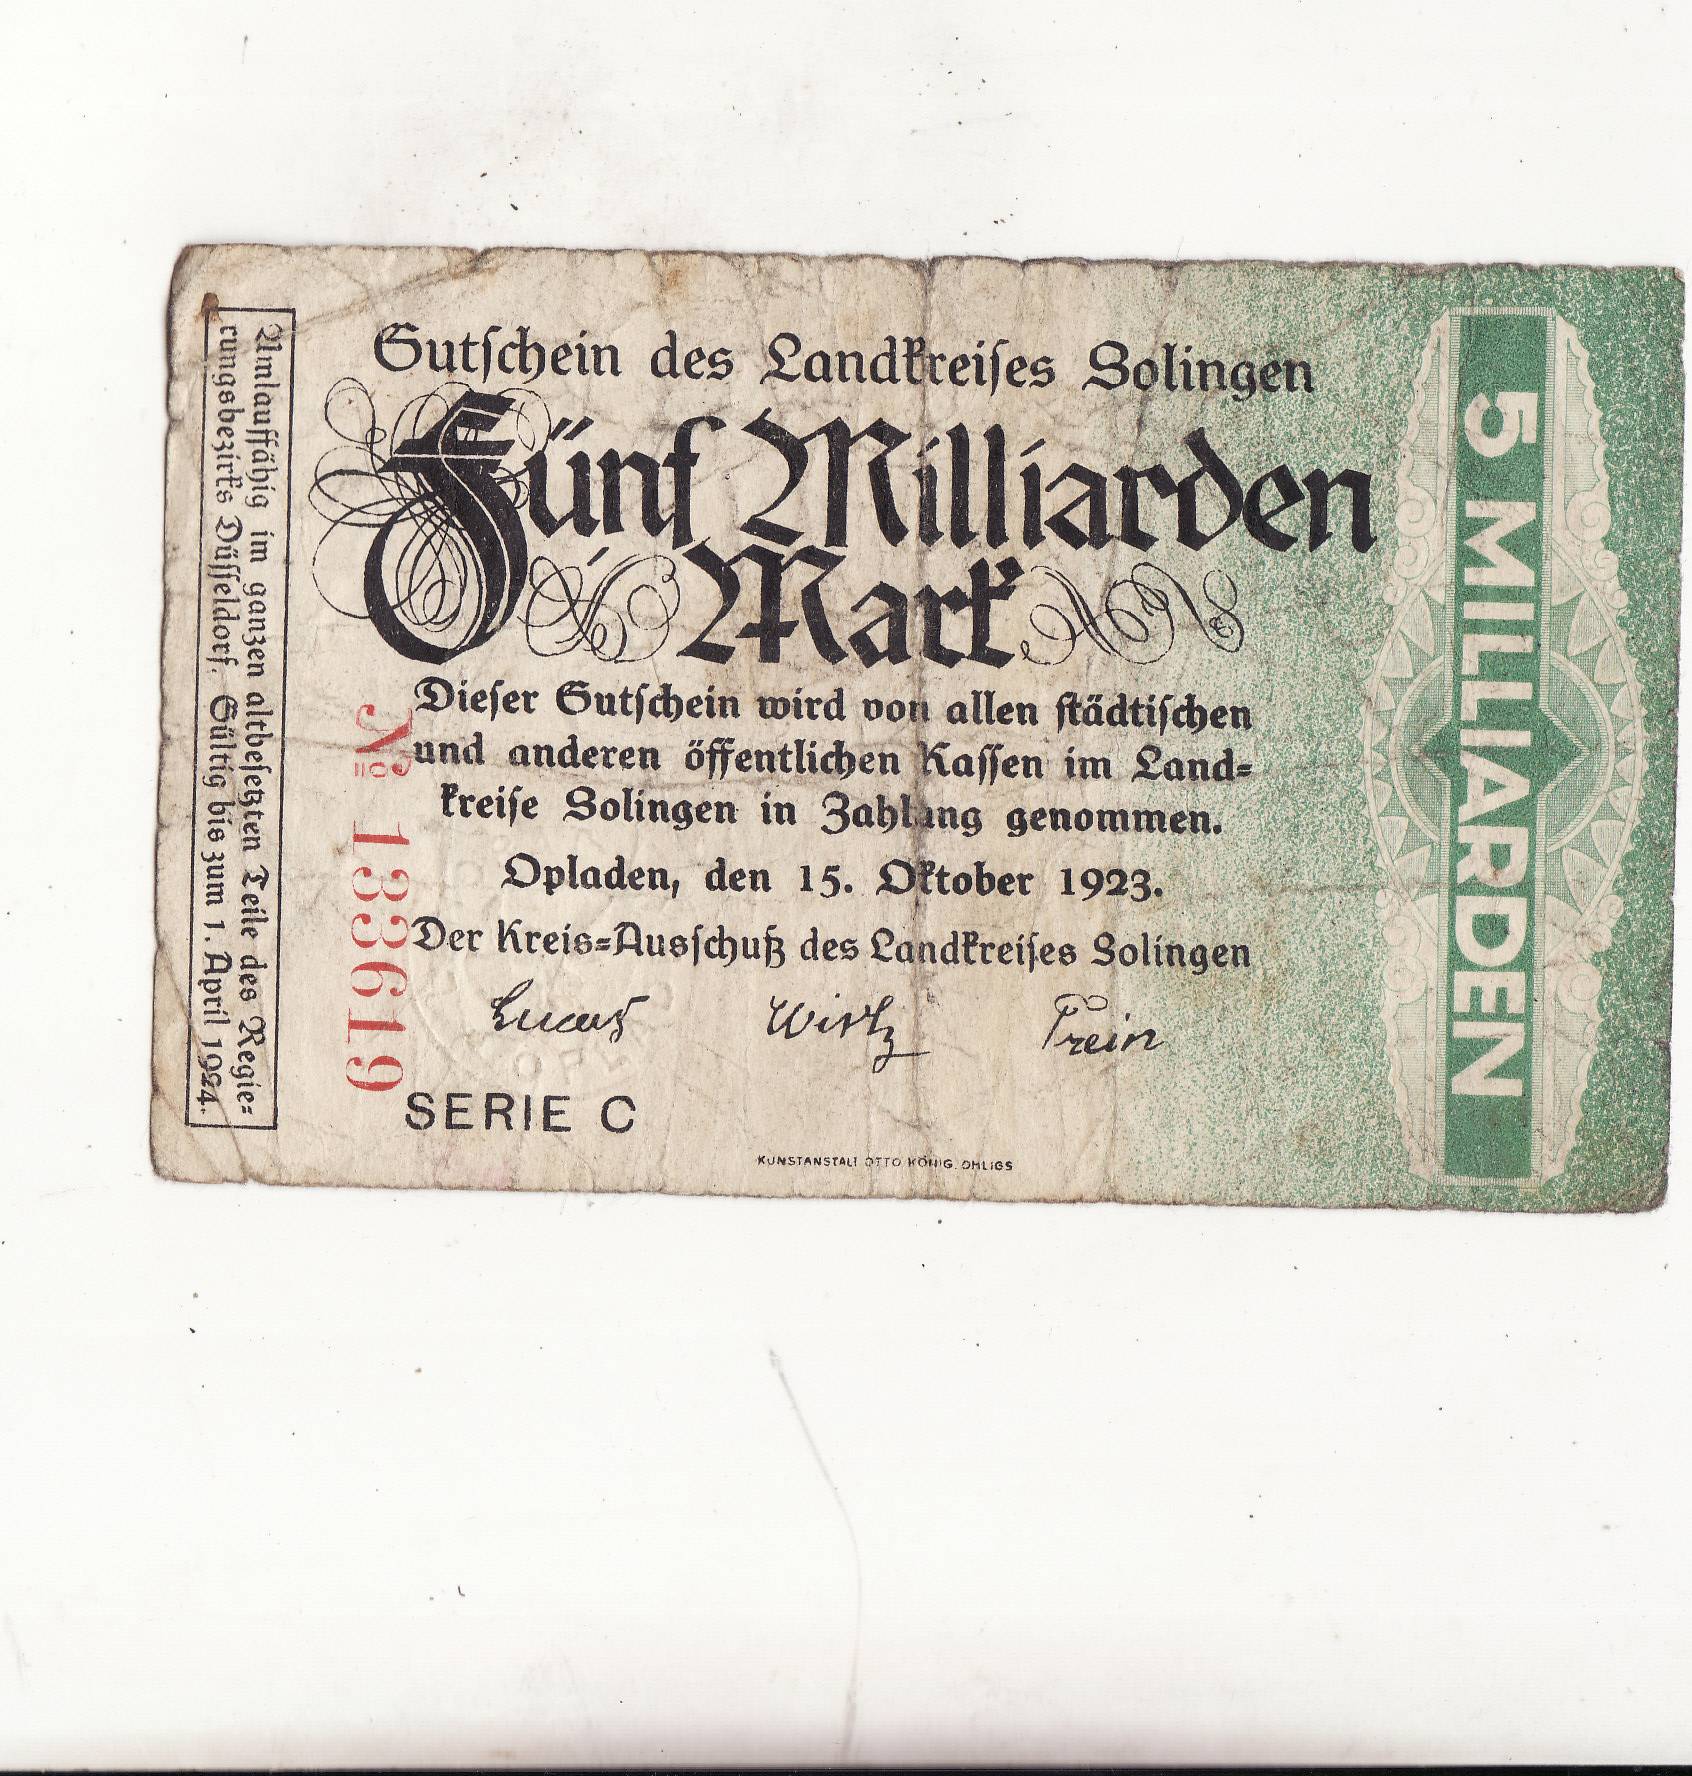 Umlauffähig im ganzen altbesetzten Teile des Regie=
rungsbezirks Düsseldorf. Gültig bis zum 1. April 1924.
Gutschein des Landkreises Solingen
Fünf Milliarden
Mark
Dieser Gutschein wird von allen städtischen
und anderen öffentlichen Kassen im Land=
kreise Solingen in Zahlung genommen.
Opladen, den 15. Oktober 1923.
Der Kreis=Ausschuß des Landkreises Solingen
Lucas Wirtz Trein
№ 133619
SERIE C
KUNSTANSTALT OTTO KÖNIG. OHLIGS
5 MILLIARDEN